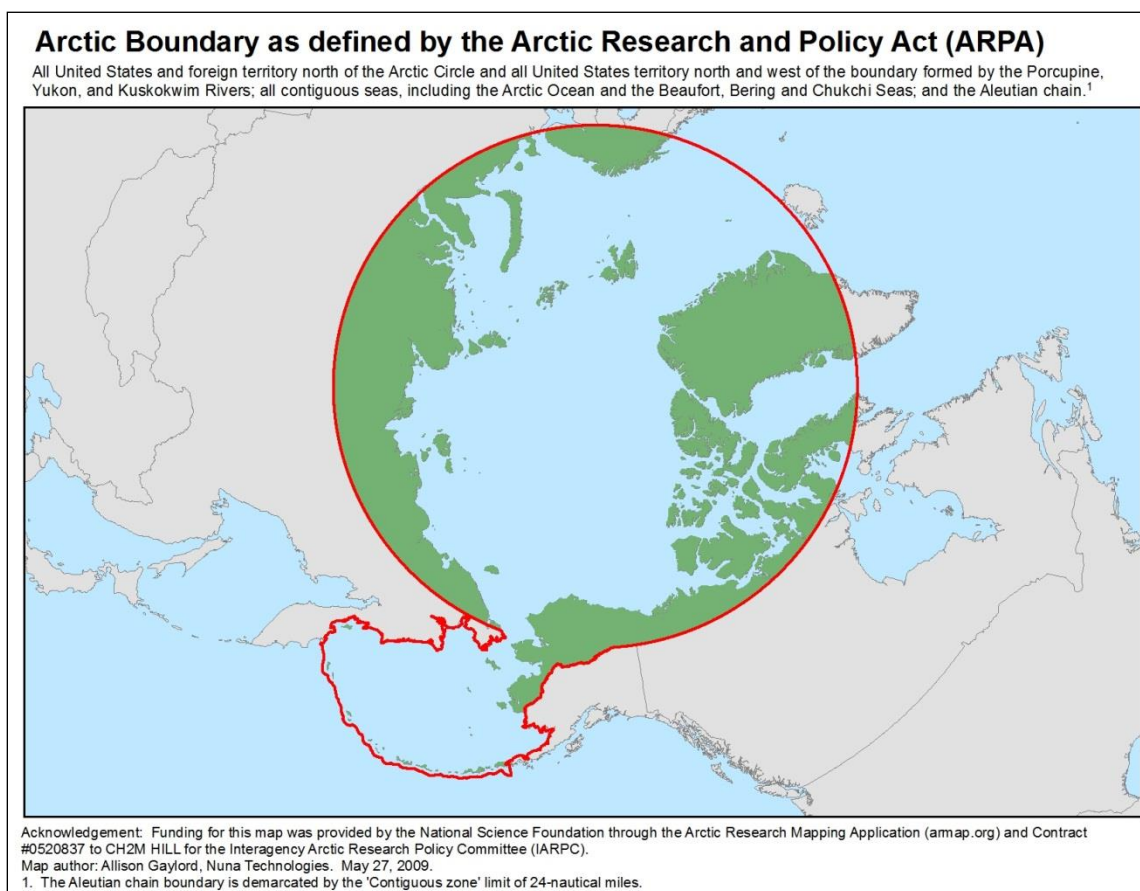 Arctic Boundary as defined by the Arctic Research and Policy Act (ARPA)
All United States and foreign territory north of the Arctic Circle and all United States territory north and west of the boundary formed by the Porcupine,
Yukon, and Kuskokwim Rivers; all contiguous seas, including the Arctic Ocean and the Beaufort, Bering and Chukchi Seas; and the Aleutian chain.¹
Acknowledgement: Funding for this map was provided by the National Science Foundation through the Arctic Research Mapping Application (armap.org) and Contract
#0520837 to CH2M HILL for the Interagency Arctic Research Policy Committee (IARPC).
Map author: Allison Gaylord, Nuna Technologies. May 27, 2009.
1. The Aleutian chain boundary is demarcated by the 'Contiguous zone' limit of 24-nautical miles.